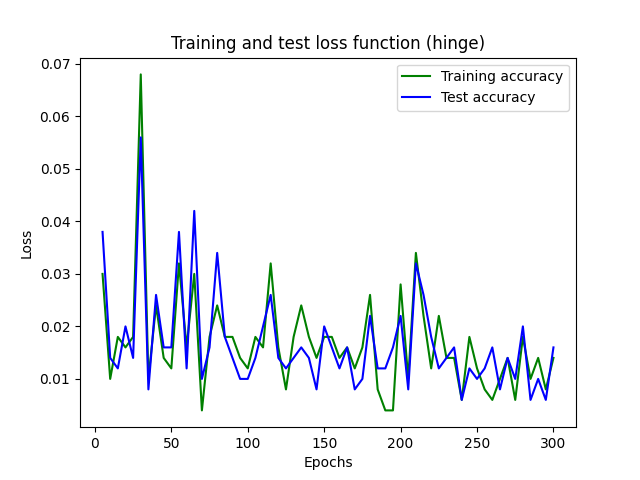 Training and test loss function (hinge)
Training accuracy
Test accuracy
Loss
0.07
0.06
0.05
0.04
0.03
0.02
0.01
0 50 100 150 200 250 300
Epochs